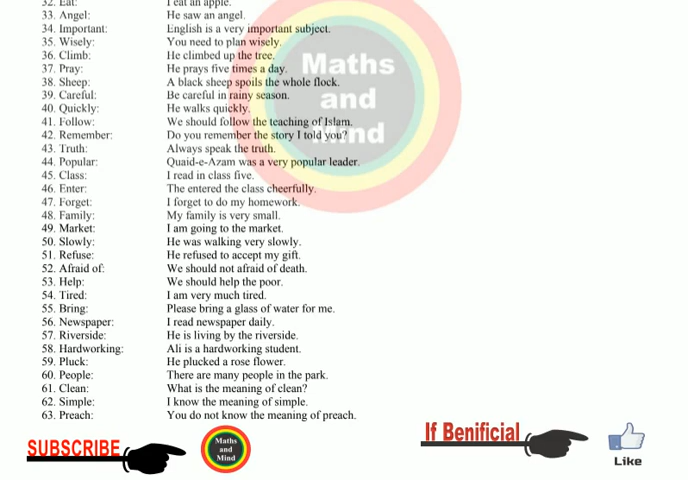 32. Eat: I eat an apple.
33. Angel: He saw an angel.
34. Important: English is a very important subject.
35. Wisely: You need to plan wisely.
36. Climb: He climbed up the tree.
37. Pray: He prays five times a day.
38. Sheep: A black sheep spoils the whole flock.
39. Careful: Be careful in rainy season.
40. Quickly: He walks quickly.
41. Follow: We should follow the teaching of Islam.
42. Remember: Do you remember the story I told you?
43. Truth: Always speak the truth.
44. Popular: Quaid-e-Azam was a very popular leader.
45. Class: I read in class five.
46. Enter: The entered the class cheerfully.
47. Forget: I forget to do my homework.
48. Family: My family is very small.
49. Market: I am going to the market.
50. Slowly: He was walking very slowly.
51. Refuse: He refused to accept my gift.
52. Afraid of: We should not afraid of death.
53. Help: We should help the poor.
54. Tired: I am very much tired.
55. Bring: Please bring a glass of water for me.
56. Newspaper: I read newspaper daily.
57. Riverside: He is living by the riverside.
58. Hardworking: Ali is a hardworking student.
59. Pluck: He plucked a rose flower.
60. People: There are many people in the park.
61. Clean: What is the meaning of clean?
62. Simple: I know the meaning of simple.
63. Preach: You do not know the meaning of preach.
Maths
and
Mind
SUBSCRIBE
Maths
and
Mind
If Benificial
Like